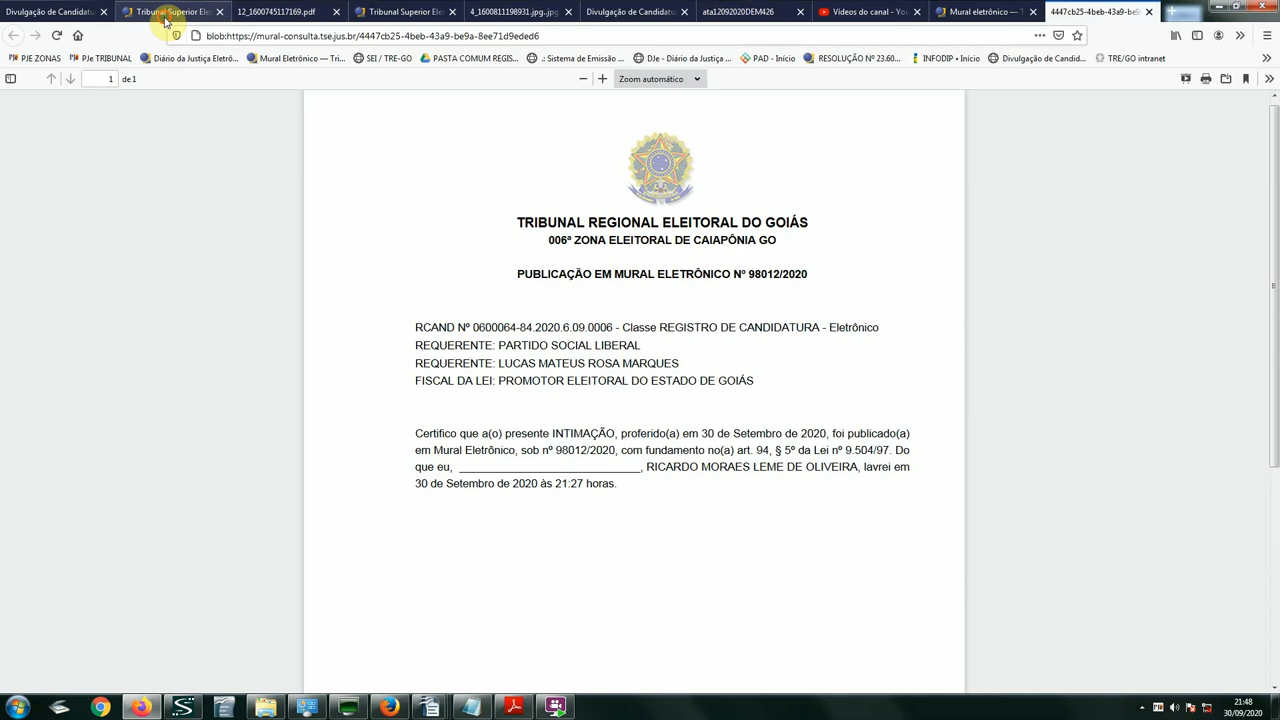 Divulgação de Candidatu
Tribunal Superior Ele
12_1600745117169.pdf
Tribunal Superior Ele
4_1600811198931.jpg.jpg
Divulgação de Candidatu
ata12092020DEM426
Vídeos do canal - You
Mural eletrônico — T
4447cb25-4beb-43a9-be9
blob:https://mural-consulta.tse.jus.br/4447cb25-4beb-43a9-be9a-8ee71d9eded6
PJE ZONAS
PJe TRIBUNAL
Diário da Justiça Eletrô...
Mural Eletrônico — Tri...
SEI / TRE-GO
PASTA COMUM REGIS...
.: Sistema de Emissão ...
DJe - Diário da Justiça ...
PAD - Início
RESOLUÇÃO Nº 23.60...
INFODIP • Início
Divulgação de Candid...
TRE/GO intranet
1 de 1
Zoom automático
TRIBUNAL REGIONAL ELEITORAL DO GOIÁS
006ª ZONA ELEITORAL DE CAIAPÔNIA GO
PUBLICAÇÃO EM MURAL ELETRÔNICO Nº 98012/2020
RCAND Nº 0600064-84.2020.6.09.0006 - Classe REGISTRO DE CANDIDATURA - Eletrônico
REQUERENTE: PARTIDO SOCIAL LIBERAL
REQUERENTE: LUCAS MATEUS ROSA MARQUES
FISCAL DA LEI: PROMOTOR ELEITORAL DO ESTADO DE GOIÁS
Certifico que a(o) presente INTIMAÇÃO, proferido(a) em 30 de Setembro de 2020, foi publicado(a)
em Mural Eletrônico, sob nº 98012/2020, com fundamento no(a) art. 94, § 5º da Lei nº 9.504/97. Do
que eu, ____________________________, RICARDO MORAES LEME DE OLIVEIRA, lavrei em
30 de Setembro de 2020 às 21:27 horas.
21:48
30/09/2020